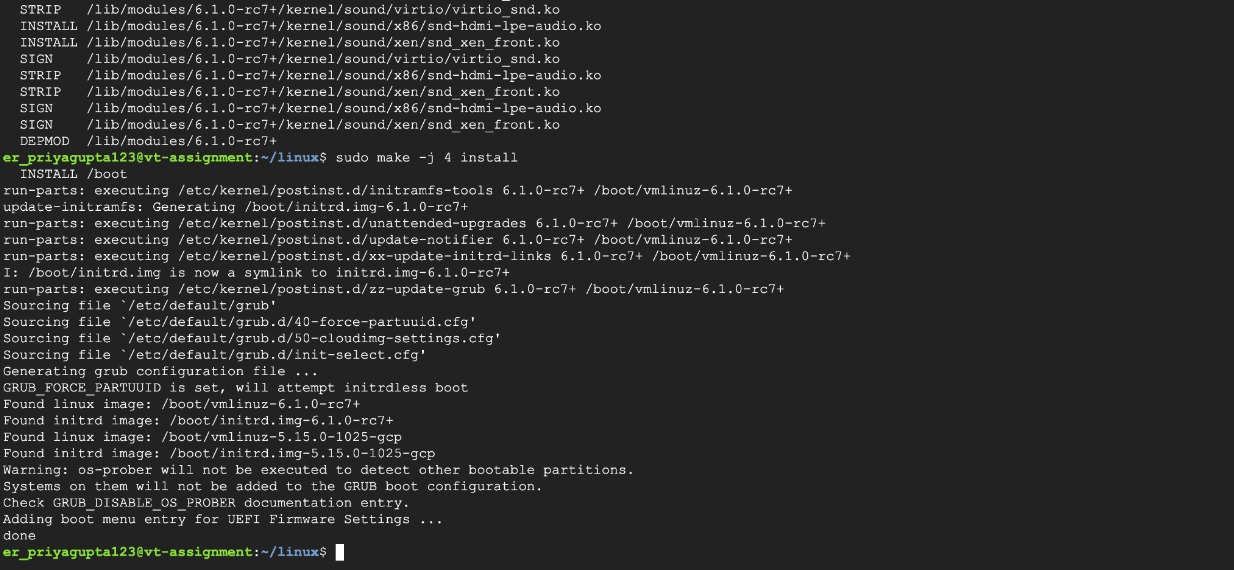 STRIP /lib/modules/6.1.0-rc7+/kernel/sound/virtio/virtio_snd.ko
INSTALL /lib/modules/6.1.0-rc7+/kernel/sound/x86/snd-hdmi-lpe-audio.ko
INSTALL /lib/modules/6.1.0-rc7+/kernel/sound/xen/snd_xen_front.ko
SIGN /lib/modules/6.1.0-rc7+/kernel/sound/virtio/virtio_snd.ko
STRIP /lib/modules/6.1.0-rc7+/kernel/sound/x86/snd-hdmi-lpe-audio.ko
STRIP /lib/modules/6.1.0-rc7+/kernel/sound/xen/snd_xen_front.ko
SIGN /lib/modules/6.1.0-rc7+/kernel/sound/x86/snd-hdmi-lpe-audio.ko
SIGN /lib/modules/6.1.0-rc7+/kernel/sound/xen/snd_xen_front.ko
DEPMOD /lib/modules/6.1.0-rc7+
er_priyagupta123@vt-assignment:~/linux$ sudo make -j 4 install
INSTALL /boot
run-parts: executing /etc/kernel/postinst.d/initramfs-tools 6.1.0-rc7+ /boot/vmlinuz-6.1.0-rc7+
update-initramfs: Generating /boot/initrd.img-6.1.0-rc7+
run-parts: executing /etc/kernel/postinst.d/unattended-upgrades 6.1.0-rc7+ /boot/vmlinuz-6.1.0-rc7+
run-parts: executing /etc/kernel/postinst.d/update-notifier 6.1.0-rc7+ /boot/vmlinuz-6.1.0-rc7+
run-parts: executing /etc/kernel/postinst.d/xx-update-initrd-links 6.1.0-rc7+ /boot/vmlinuz-6.1.0-rc7+
I: /boot/initrd.img is now a symlink to initrd.img-6.1.0-rc7+
run-parts: executing /etc/kernel/postinst.d/zz-update-grub 6.1.0-rc7+ /boot/vmlinuz-6.1.0-rc7+
Sourcing file `/etc/default/grub'
Sourcing file `/etc/default/grub.d/40-force-partuuid.cfg'
Sourcing file `/etc/default/grub.d/50-cloudimg-settings.cfg'
Sourcing file `/etc/default/grub.d/init-select.cfg'
Generating grub configuration file ...
GRUB_FORCE_PARTUUID is set, will attempt initrdless boot
Found linux image: /boot/vmlinuz-6.1.0-rc7+
Found initrd image: /boot/initrd.img-6.1.0-rc7+
Found linux image: /boot/vmlinuz-5.15.0-1025-gcp
Found initrd image: /boot/initrd.img-5.15.0-1025-gcp
Warning: os-prober will not be executed to detect other bootable partitions.
Systems on them will not be added to the GRUB boot configuration.
Check GRUB_DISABLE_OS_PROBER documentation entry.
Adding boot menu entry for UEFI Firmware Settings ...
done
er_priyagupta123@vt-assignment:~/linux$